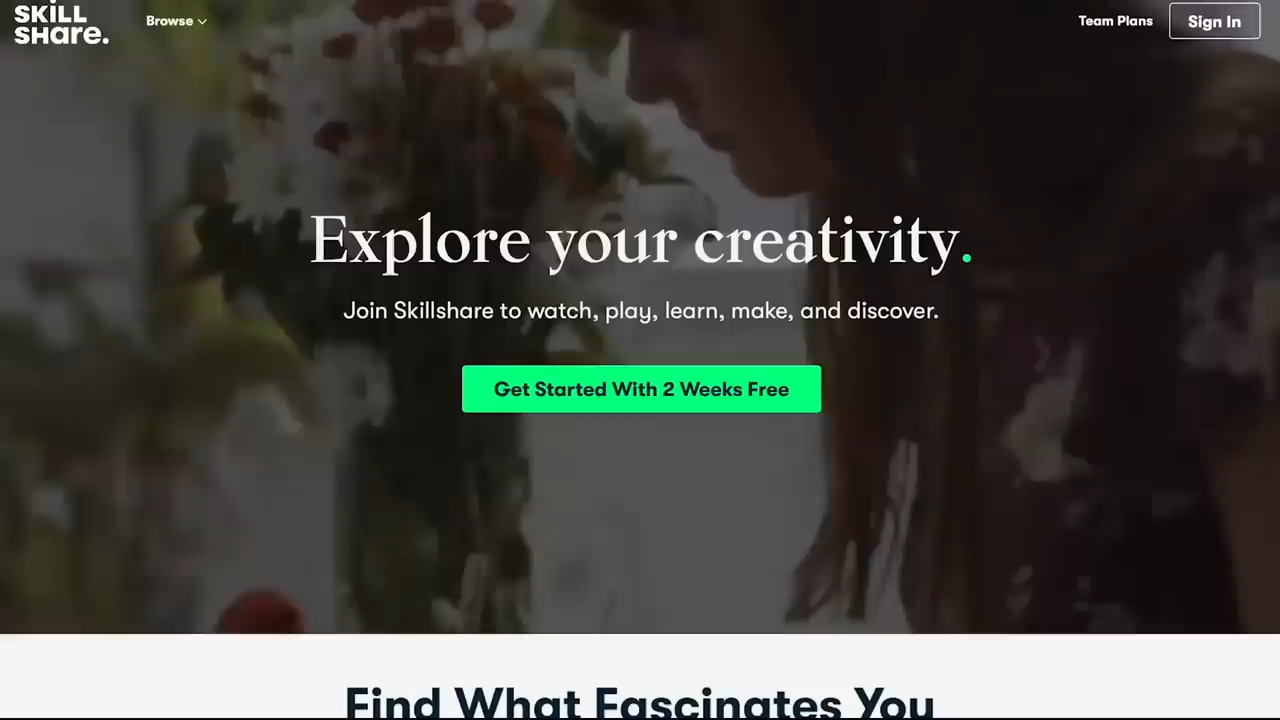 SKiLL
SHare.
Browse
Team Plans
Sign In
Explore your creativity.
Join Skillshare to watch, play, learn, make, and discover.
Get Started With 2 Weeks Free
Find What Fascinates You